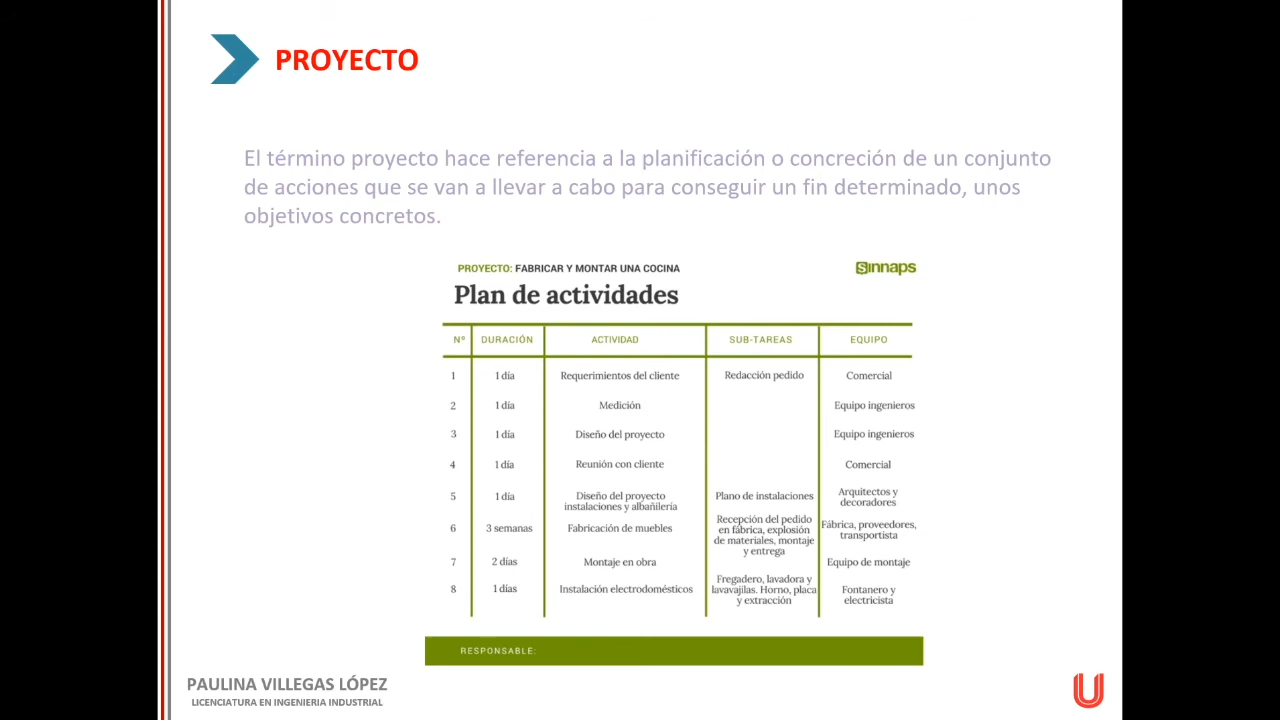 PROYECTO
El término proyecto hace referencia a la planificación o concreción de un conjunto
de acciones que se van a llevar a cabo para conseguir un fin determinado, unos
objetivos concretos.
PROYECTO: FABRICAR Y MONTAR UNA COCINA
sinnaps
Plan de actividades
Nº DURACIÓN ACTIVIDAD SUB-TAREAS EQUIPO
1 1 día Requerimientos del cliente Redacción pedido Comercial
2 1 día Medición Equipo ingenieros
3 1 día Diseño del proyecto Equipo ingenieros
4 1 día Reunión con cliente Comercial
5 1 día Diseño del proyecto
instalaciones y albañilería
Plano de instalaciones
Arquitectos y
decoradores
6 3 semanas Fabricación de muebles
Recepción del pedido
en fábrica, explosión
de materiales, montaje
y entrega
Fábrica, proveedores,
transportista
7 2 días Montaje en obra Equipo de montaje
8 1 días Instalación electrodomésticos
Fregadero, lavadora y
lavavajilas. Horno, placa
y extracción
Fontanero y
electricista
RESPONSABLE:
PAULINA VILLEGAS LÓPEZ
LICENCIATURA EN INGENIERIA INDUSTRIAL
U